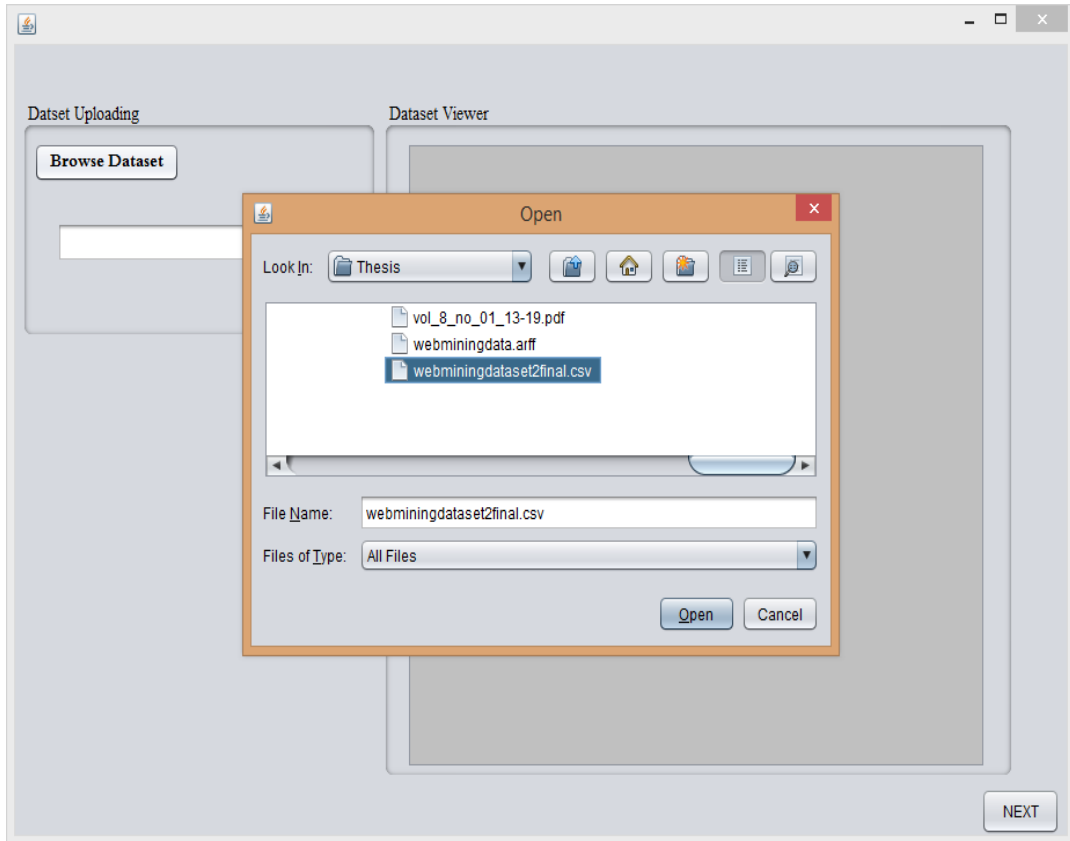 Datset Uploading
Dataset Viewer
Browse Dataset
Open
Look In: Thesis
vol_8_no_01_13-19.pdf
webminingdata.arff
webminingdataset2final.csv
File Name: webminingdataset2final.csv
Files of Type: All Files
Open Cancel
NEXT